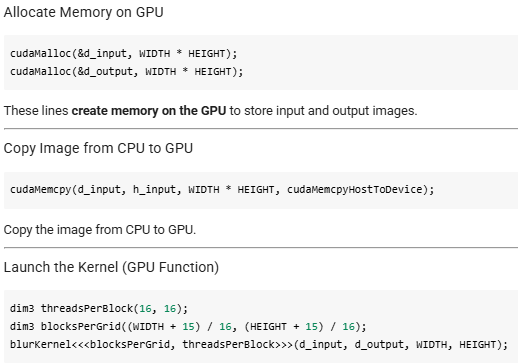 Allocate Memory on GPU
cudaMalloc(&d_input, WIDTH * HEIGHT);
cudaMalloc(&d_output, WIDTH * HEIGHT);
These lines create memory on the GPU to store input and output images.
Copy Image from CPU to GPU
cudaMemcpy(d_input, h_input, WIDTH * HEIGHT, cudaMemcpyHostToDevice);
Copy the image from CPU to GPU.
Launch the Kernel (GPU Function)
dim3 threadsPerBlock(16, 16);
dim3 blocksPerGrid((WIDTH + 15) / 16, (HEIGHT + 15) / 16);
blurKernel<<<blocksPerGrid, threadsPerBlock>>>(d_input, d_output, WIDTH, HEIGHT);